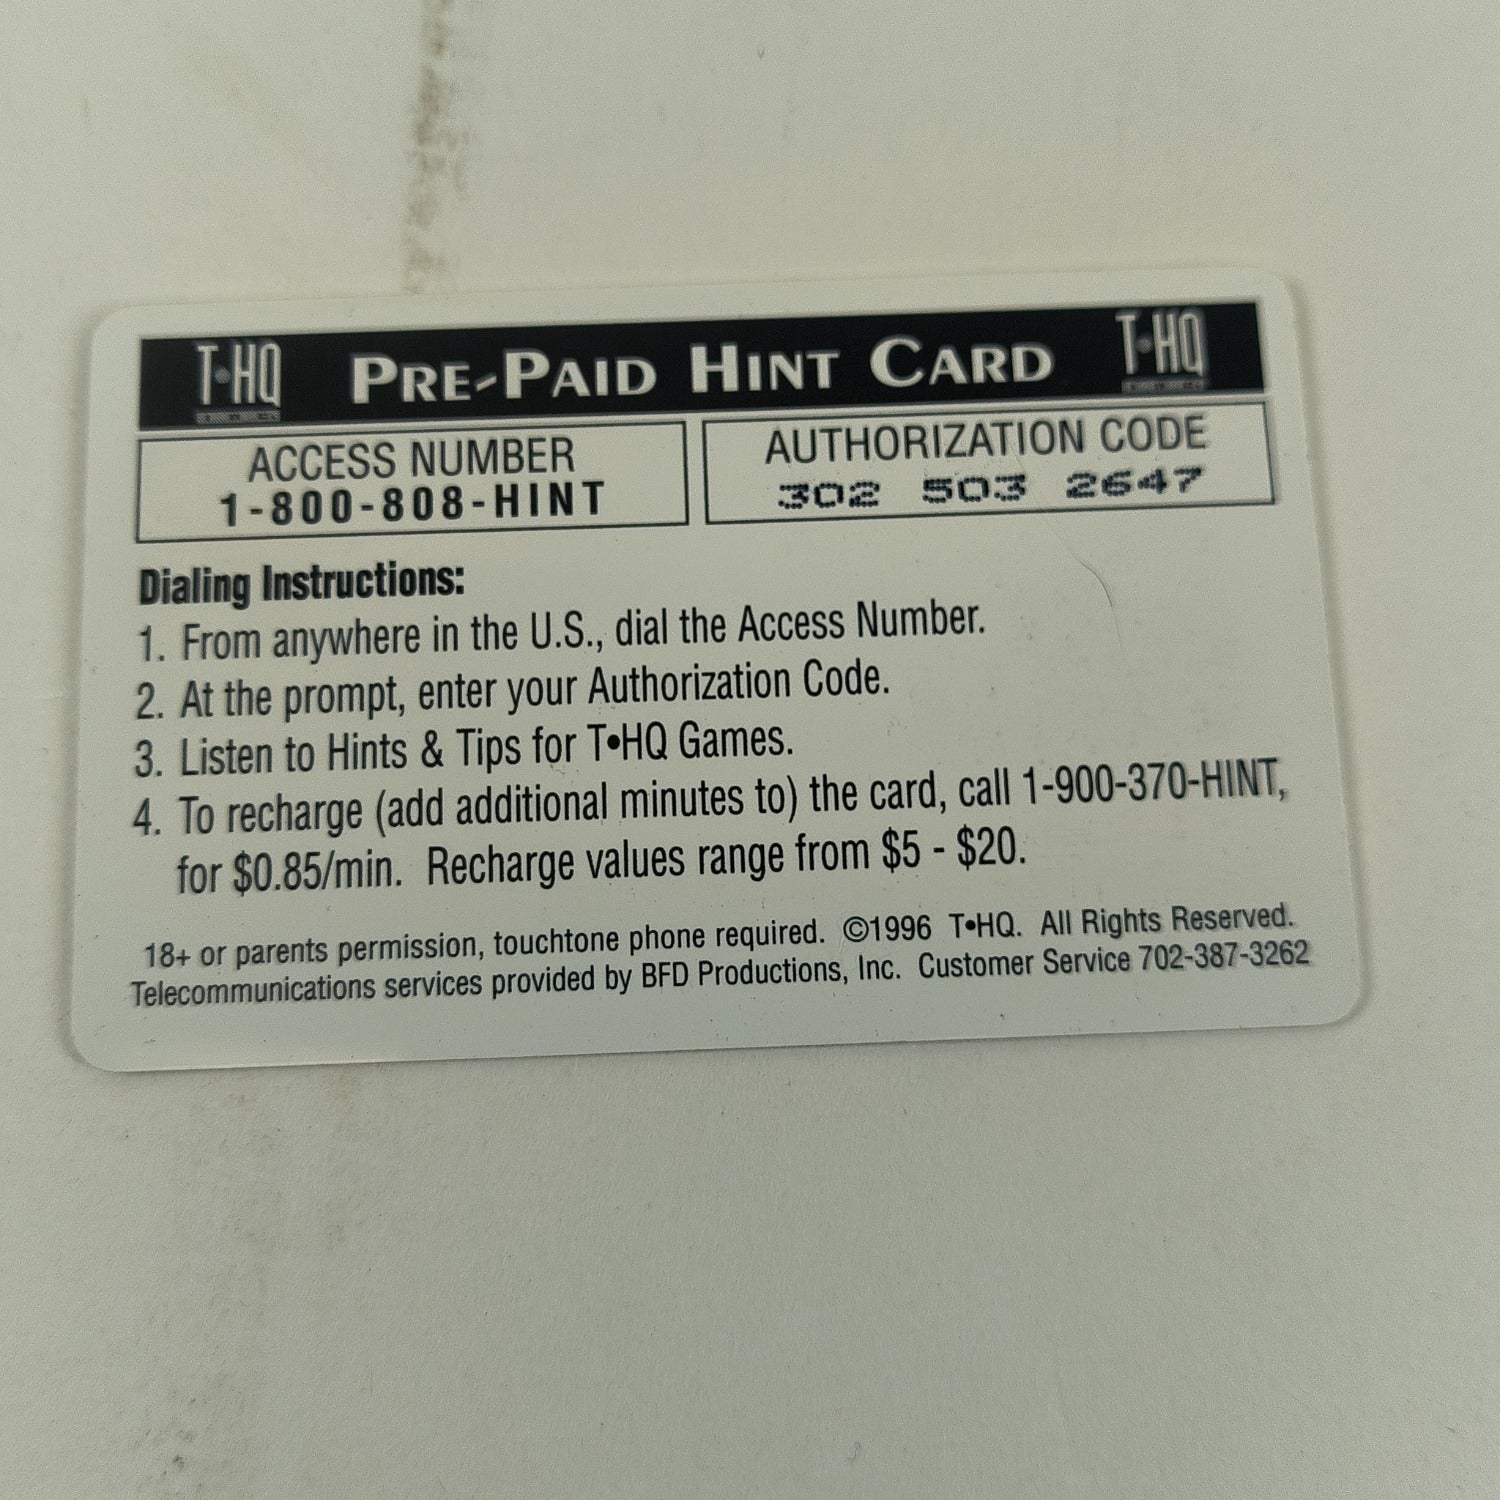 T•HQ PRE-PAID HINT CARD T•HQ
ACCESS NUMBER
1-800-808-HINT
AUTHORIZATION CODE
302 503 2647
Dialing Instructions:
1. From anywhere in the U.S., dial the Access Number.
2. At the prompt, enter your Authorization Code.
3. Listen to Hints & Tips for T•HQ Games.
4. To recharge (add additional minutes to) the card, call 1-900-370-HINT,
for $0.85/min. Recharge values range from $5 - $20.
18+ or parents permission, touchtone phone required. ©1996 T•HQ. All Rights Reserved.
Telecommunications services provided by BFD Productions, Inc. Customer Service 702-387-3262